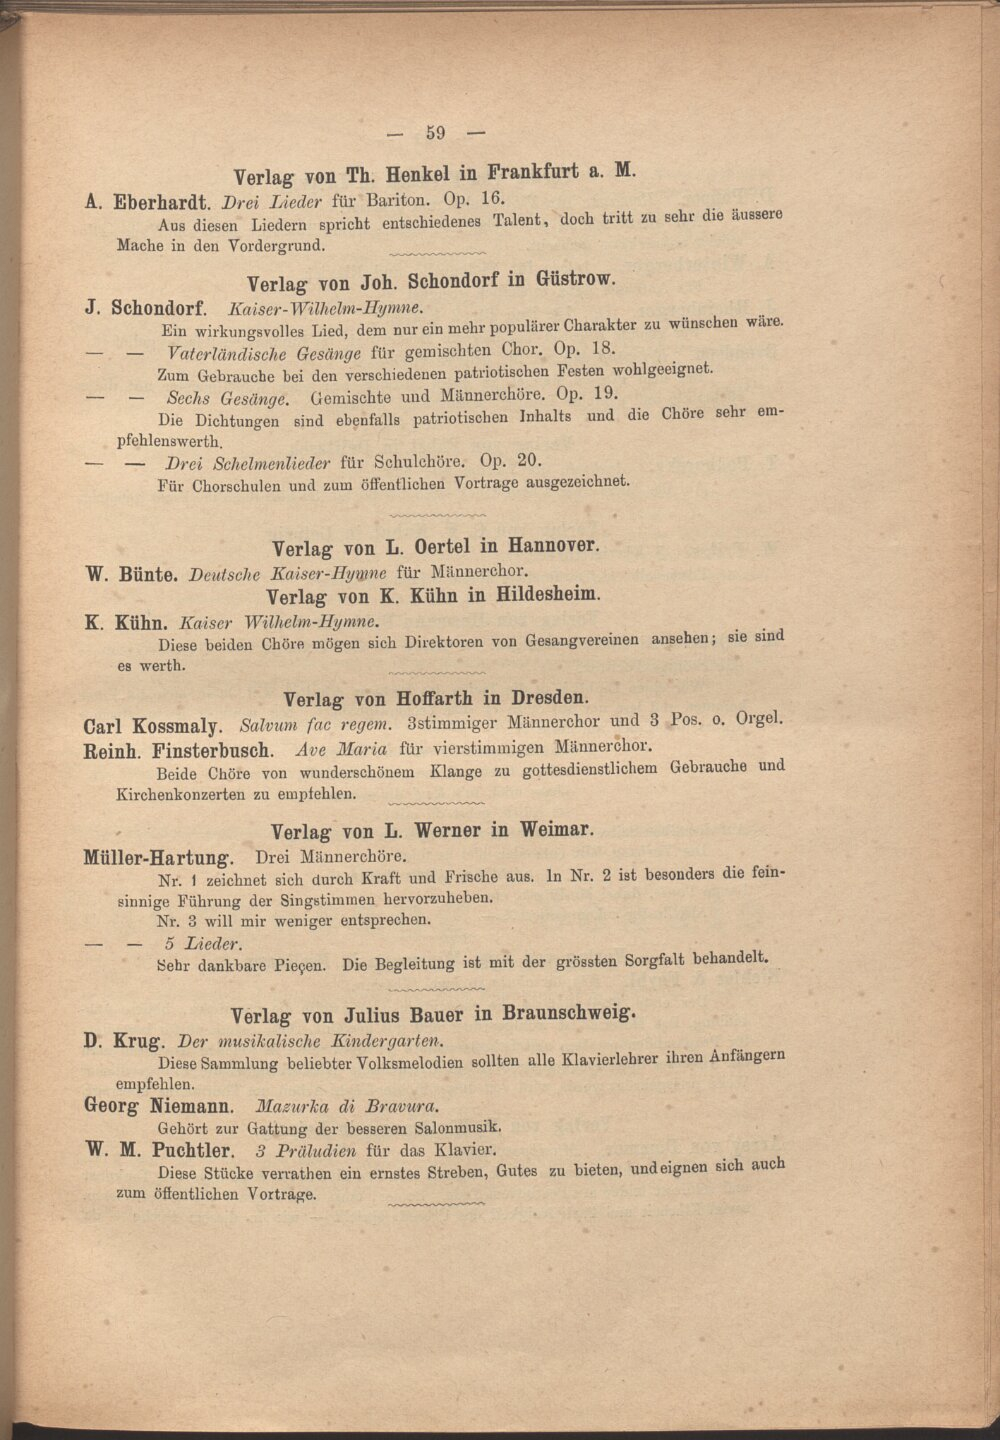 — 59 —
Verlag von Th. Henkel in Frankfurt a. M.
A. Eberhardt. Drei Lieder für Bariton. Op. 16.
Aus diesen Liedern spricht entschiedenes Talent, doch tritt zu sehr die äussere
Mache in den Vordergrund.
Verlag von Joh. Schondorf in Güstrow.
J. Schondorf. Kaiser-Wilhelm-Hymne.
Ein wirkungsvolles Lied, dem nur ein mehr populärer Charakter zu wünschen wäre.
— — Vaterländische Gesänge für gemischten Chor. Op. 18.
Zum Gebrauche bei den verschiedenen patriotischen Festen wohlgeeignet.
— — Sechs Gesänge. Gemischte und Männerchöre. Op. 19.
Die Dichtungen sind ebenfalls patriotischen Inhalts und die Chöre sehr em-
pfehlenswerth.
— — Drei Schelmenlieder für Schulchöre. Op. 20.
Für Chorschulen und zum öffentlichen Vortrage ausgezeichnet.
Verlag von L. Oertel in Hannover.
W. Bünte. Deutsche Kaiser-Hymne für Männerchor.
Verlag von K. Kühn in Hildesheim.
K. Kühn. Kaiser Wilhelm-Hymne.
Diese beiden Chöre mögen sich Direktoren von Gesangvereinen ansehen; sie sind
es werth.
Verlag von Hoffarth in Dresden.
Carl Kossmaly. Salvum fac regem. 3stimmiger Männerchor und 3 Pos. o. Orgel.
Reinh. Finsterbusch. Ave Maria für vierstimmigen Männerchor.
Beide Chöre von wunderschönem Klange zu gottesdienstlichem Gebrauche und
Kirchenkonzerten zu empfehlen.
Verlag von L. Werner in Weimar.
Müller-Hartung. Drei Männerchöre.
Nr. 1 zeichnet sich durch Kraft und Frische aus. In Nr. 2 ist besonders die fein-
sinnige Führung der Singstimmen hervorzuheben.
Nr. 3 will mir weniger entsprechen.
— — 5 Lieder.
Sehr dankbare Pieçen. Die Begleitung ist mit der grössten Sorgfalt behandelt.
Verlag von Julius Bauer in Braunschweig.
D. Krug. Der musikalische Kindergarten.
Diese Sammlung beliebter Volksmelodien sollten alle Klavierlehrer ihren Anfängern
empfehlen.
Georg Niemann. Mazurka di Bravura.
Gehört zur Gattung der besseren Salonmusik.
W. M. Puchtler. 3 Präludien für das Klavier.
Diese Stücke verrathen ein ernstes Streben, Gutes zu bieten, und eignen sich auch
zum öffentlichen Vortrage.